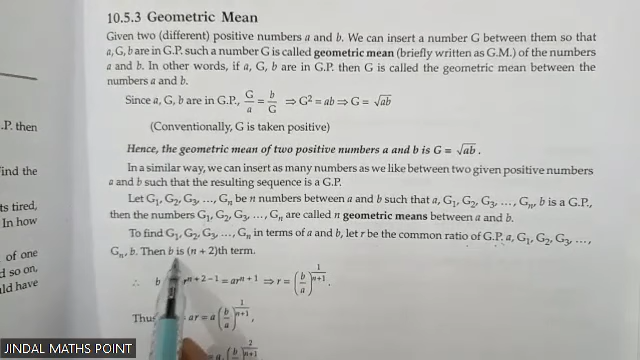 10.5.3 Geometric Mean
Given two (different) positive numbers a and b. We can insert a number G between them so that
a, G, b are in G.P. such a number G is called geometric mean (briefly written as G.M.) of the numbers
a and b. In other words, if a, G, b are in G.P. then G is called the geometric mean between the
numbers a and b.
Since a, G, b are in G.P., G/a = b/G ⇒ G² = ab ⇒ G = √ab
(Conventionally, G is taken positive)
Hence, the geometric mean of two positive numbers a and b is G = √ab.
In a similar way, we can insert as many numbers as we like between two given positive numbers
a and b such that the resulting sequence is a G.P.
Let G₁, G₂, G₃, ..., Gₙ be n numbers between a and b such that a, G₁, G₂, G₃, ..., Gₙ, b is a G.P.,
then the numbers G₁, G₂, G₃, ..., Gₙ are called n geometric means between a and b.
To find G₁, G₂, G₃, ..., Gₙ in terms of a and b, let r be the common ratio of G.P. a, G₁, G₂, G₃, ...,
Gₙ, b. Then b is (n + 2)th term.
∴ b rⁿ⁺²⁻¹ = arⁿ⁺¹ ⇒ r = (b/a)^(1/(n+1))
Thus ar = a (b/a)^(1/(n+1)),
= a (b/a)^(2/(n+1))
.P. then
find the
ts tired,
In how
of one
d so on,
uld have
JINDAL MATHS POINT